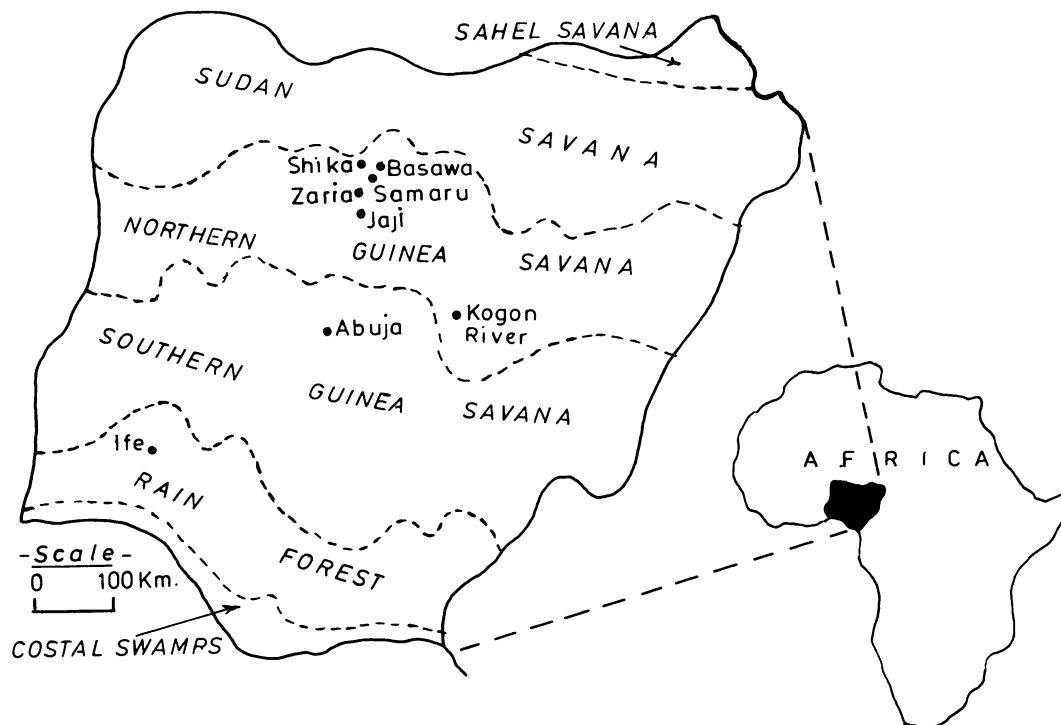 SAHEL SAVANA
SUDAN
SAVANA
Shika
Basawa
Zaria
Samaru
Jaji
NORTHERN
GUINEA
SAVANA
Kogon
River
Abuja
SOUTHERN
GUINEA
SAVANA
Ife
RAIN
FOREST
AFRICA
-Scale-
0 100 Km.
COSTAL SWAMPS